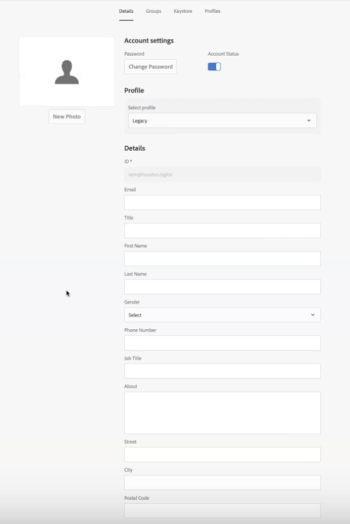 Details Groups Keystore Profiles
Account settings
Password Account Status
Change Password
New Photo
Profile
Select profile
Legacy
Details
ID *
Email
Title
First Name
Last Name
Gender
Select
Phone Number
Job Title
About
Street
City
Postal Code